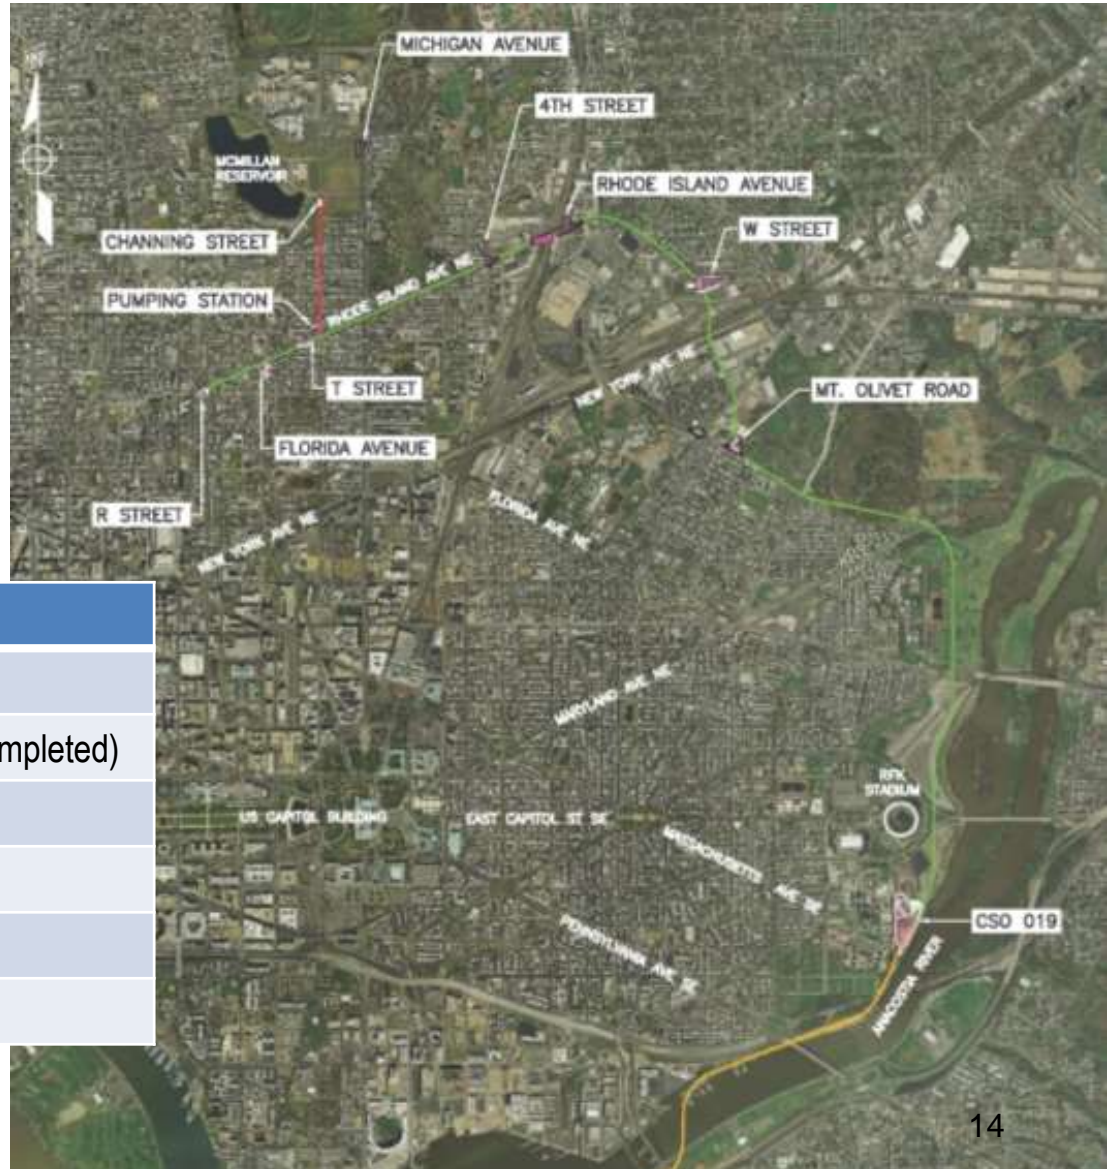 MICHIGAN AVENUE
4TH STREET
MCMILLAN
RESERVOIR
RHODE ISLAND AVENUE
W STREET
CHANNING STREET
PUMPING STATION
RHODE ISLAND AVE NE
T STREET
NEW YORK AVE NE
MT. OLIVET ROAD
FLORIDA AVENUE
R STREET
FLORIDA AVE NE
NEW YORK AVE NE
MARYLAND AVE NE
mpleted)
RFK
STADIUM
US CAPITOL BUILDING
EAST CAPITOL ST SE
MASSACHUSETTS AVE SE
PENNSYLVANIA AVE SE
CSO 019
ANACOSTIA RIVER
14